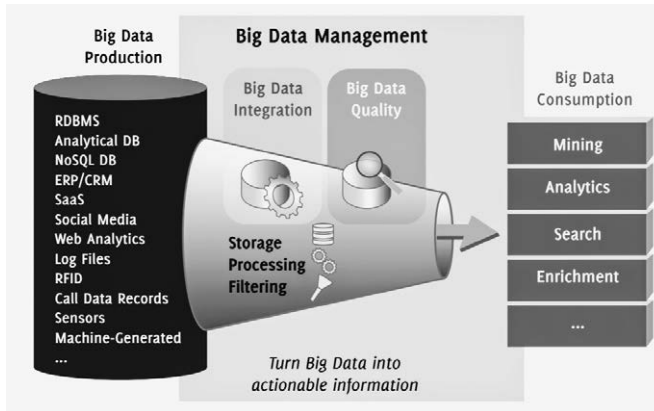 Big Data
Production
RDBMS
Analytical DB
NoSQL DB
ERP/CRM
SaaS
Social Media
Web Analytics
Log Files
RFID
Call Data Records
Sensors
Machine-Generated
...
Big Data Management
Big Data
Integration
Big Data
Quality
Storage
Processing
Filtering
Turn Big Data into
actionable information
Big Data
Consumption
Mining
Analytics
Search
Enrichment
...